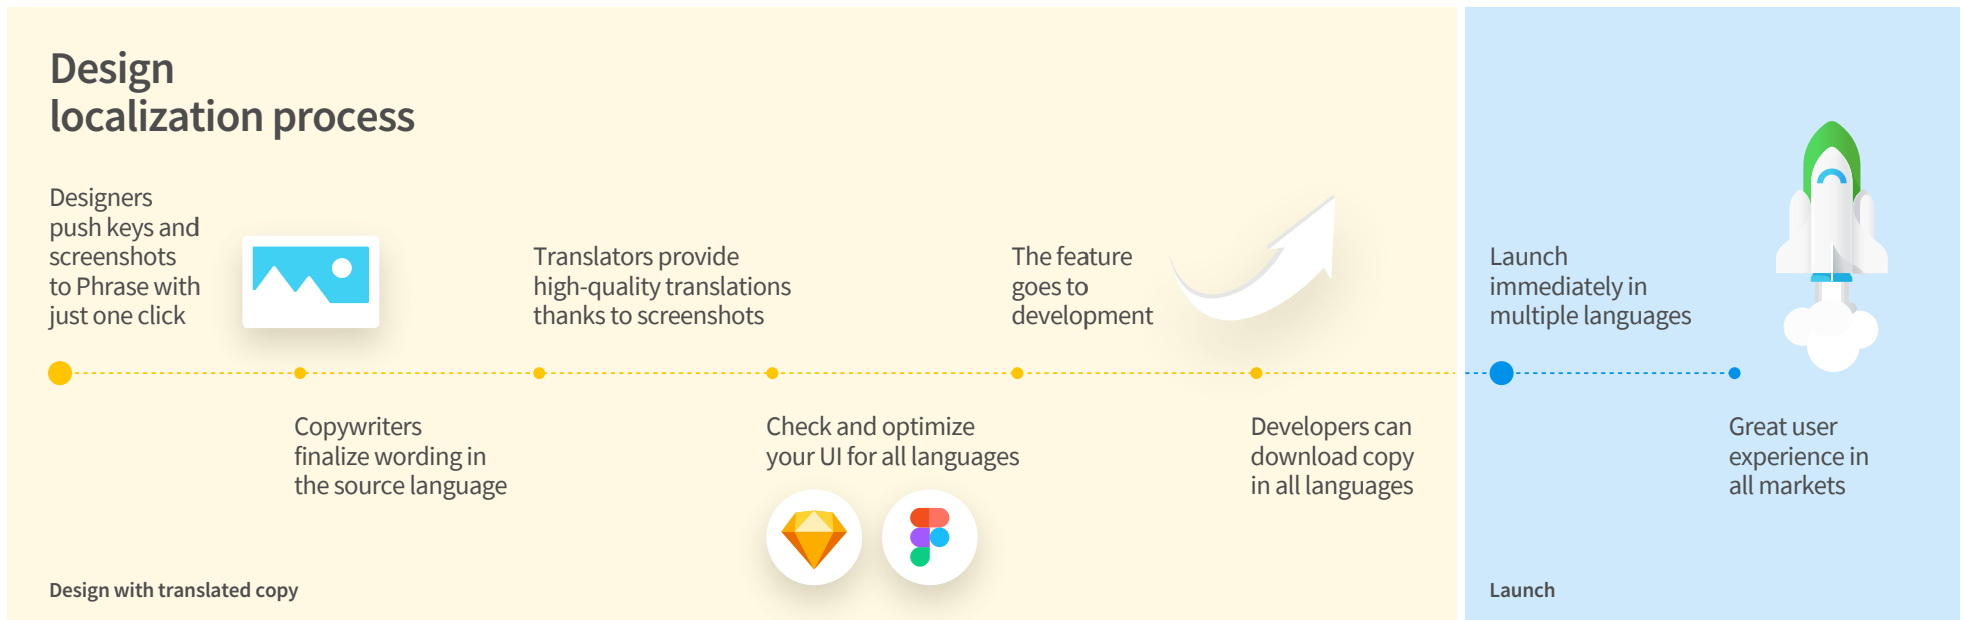 Design
localization process
Designers
push keys and
screenshots
to Phrase with
just one click
Copywriters
finalize wording in
the source language
Translators provide
high-quality translations
thanks to screenshots
Check and optimize
your UI for all languages
The feature
goes to
development
Developers can
download copy
in all languages
Design with translated copy
Launch
immediately in
multiple languages
Great user
experience in
all markets
Launch